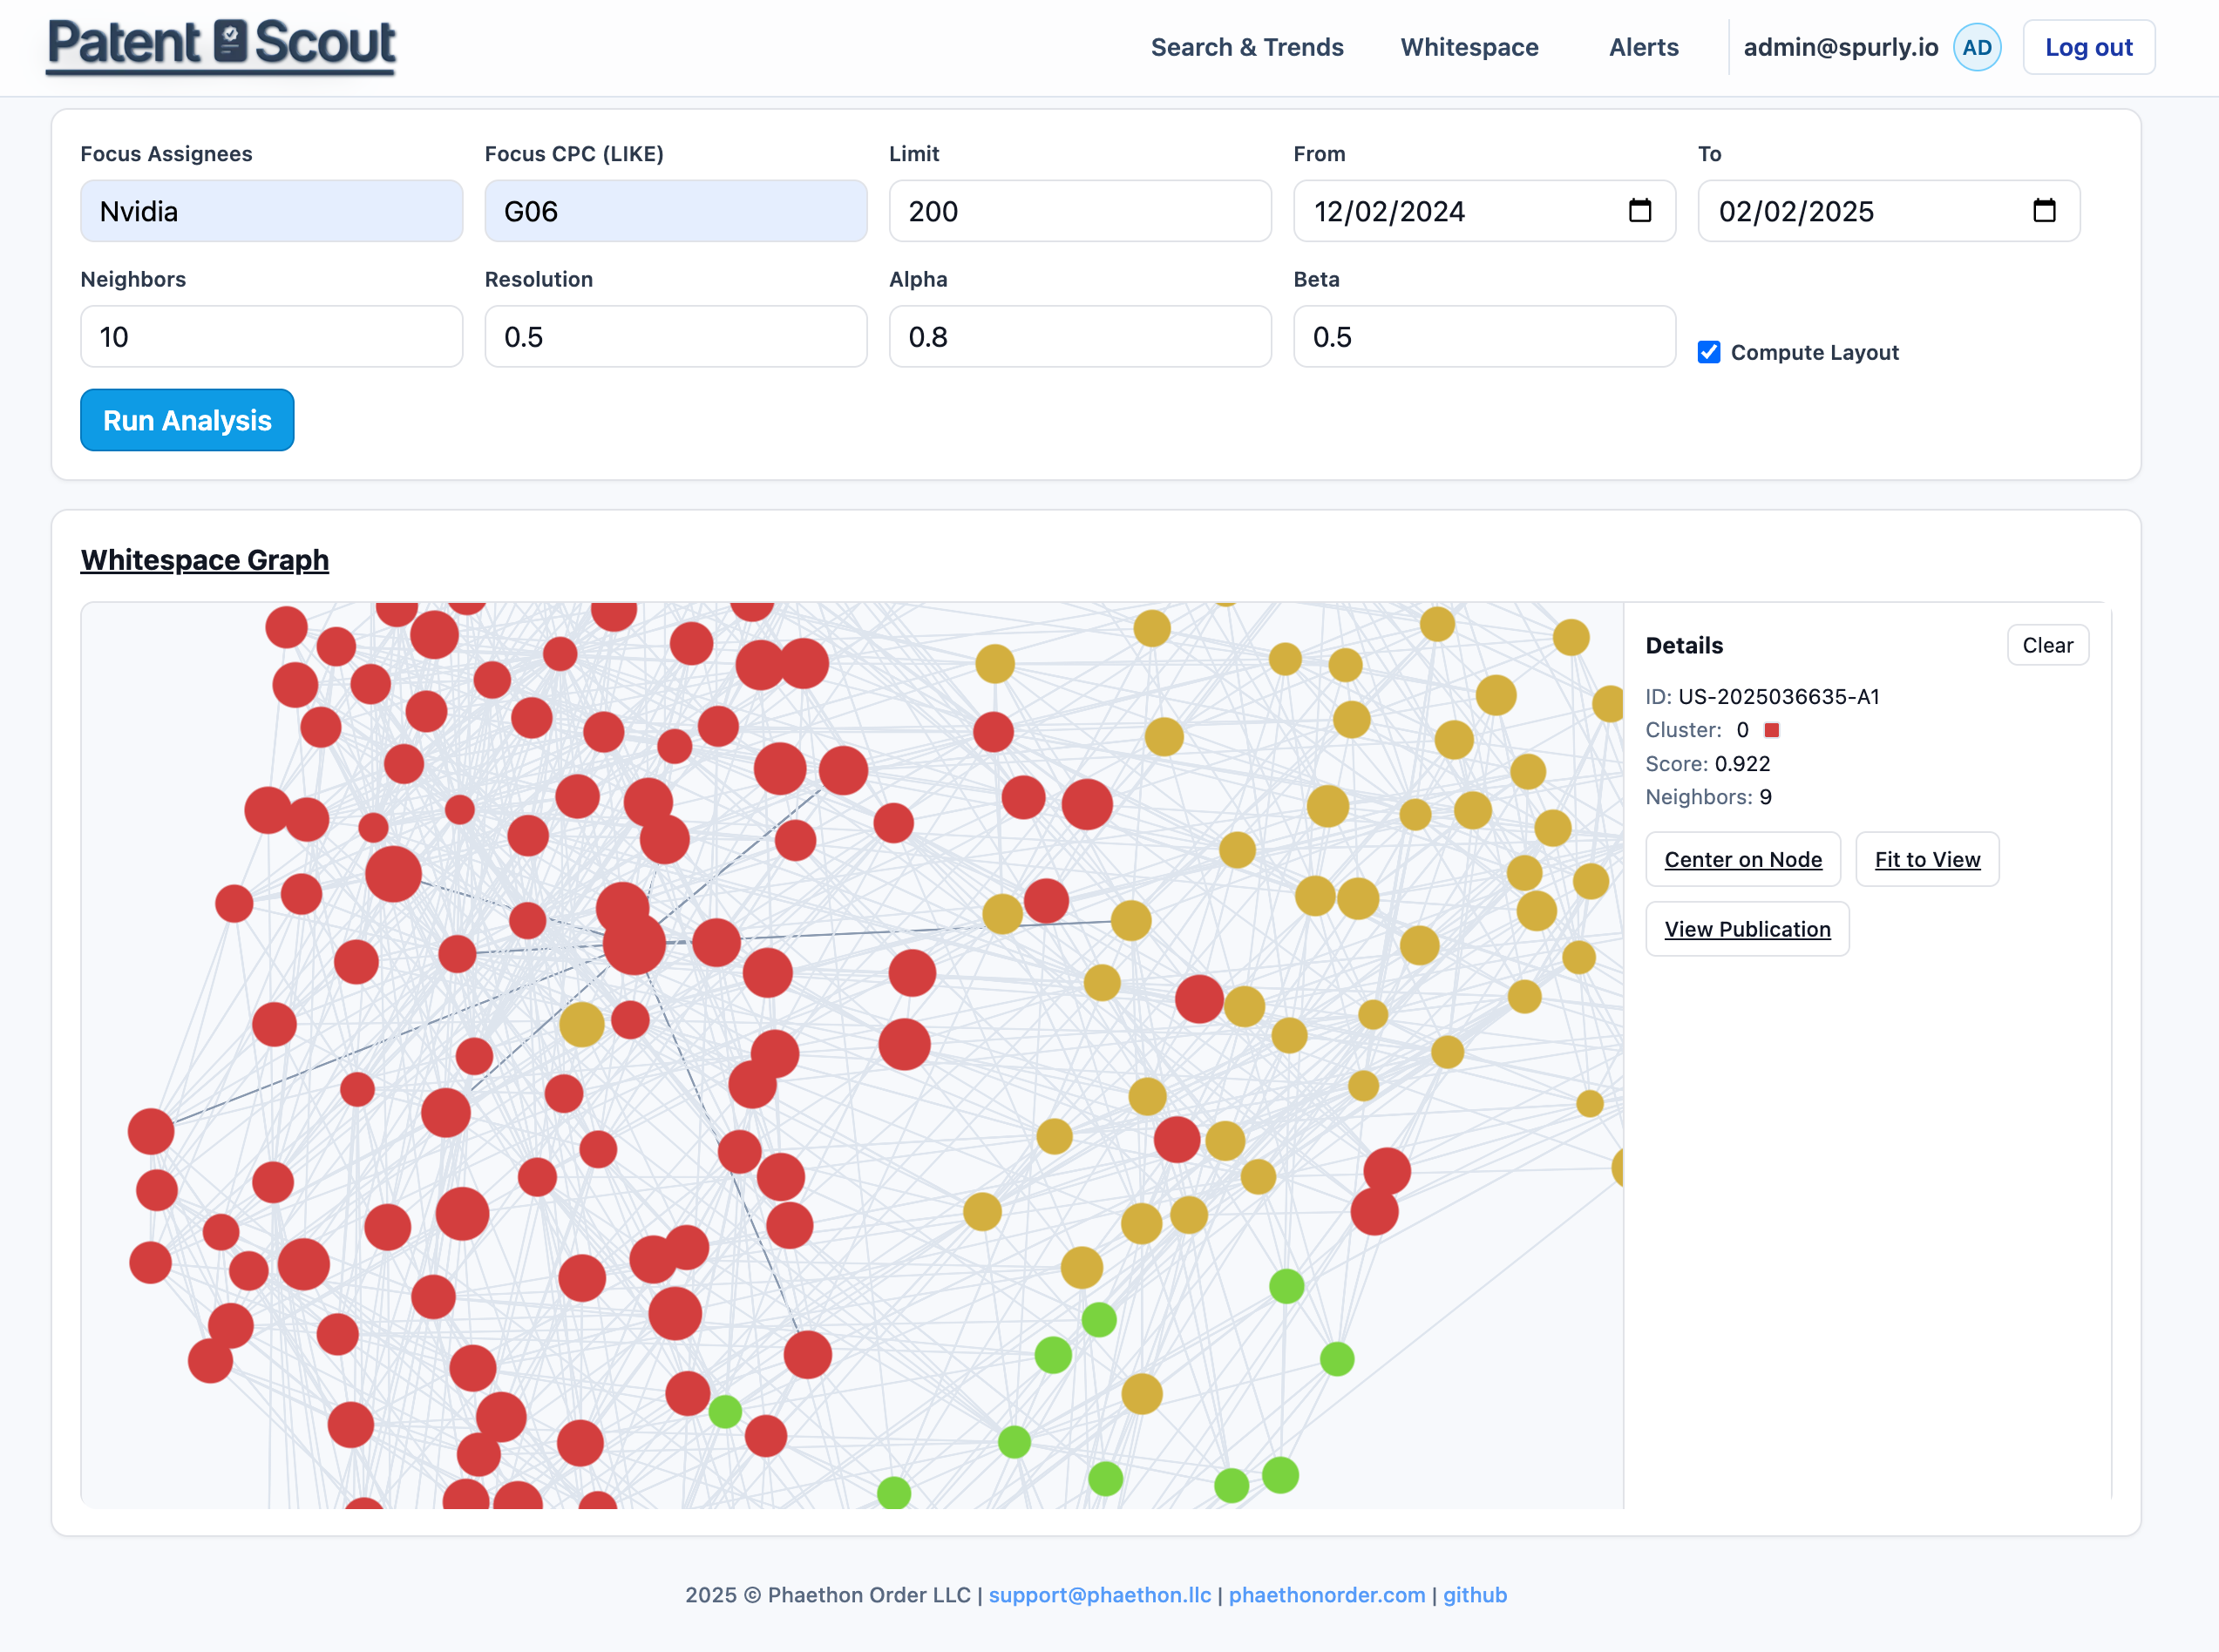 Patent Scout
Search & Trends Whitespace Alerts admin@spurly.io AD Log out
Focus Assignees Focus CPC (LIKE) Limit From To
Nvidia G06 200 12/02/2024 02/02/2025
Neighbors Resolution Alpha Beta
10 0.5 0.8 0.5 Compute Layout
Run Analysis
Whitespace Graph
Details Clear
ID: US-2025036635-A1
Cluster: 0
Score: 0.922
Neighbors: 9
Center on Node Fit to View
View Publication
2025 © Phaethon Order LLC | support@phaethon.llc | phaethonorder.com | github